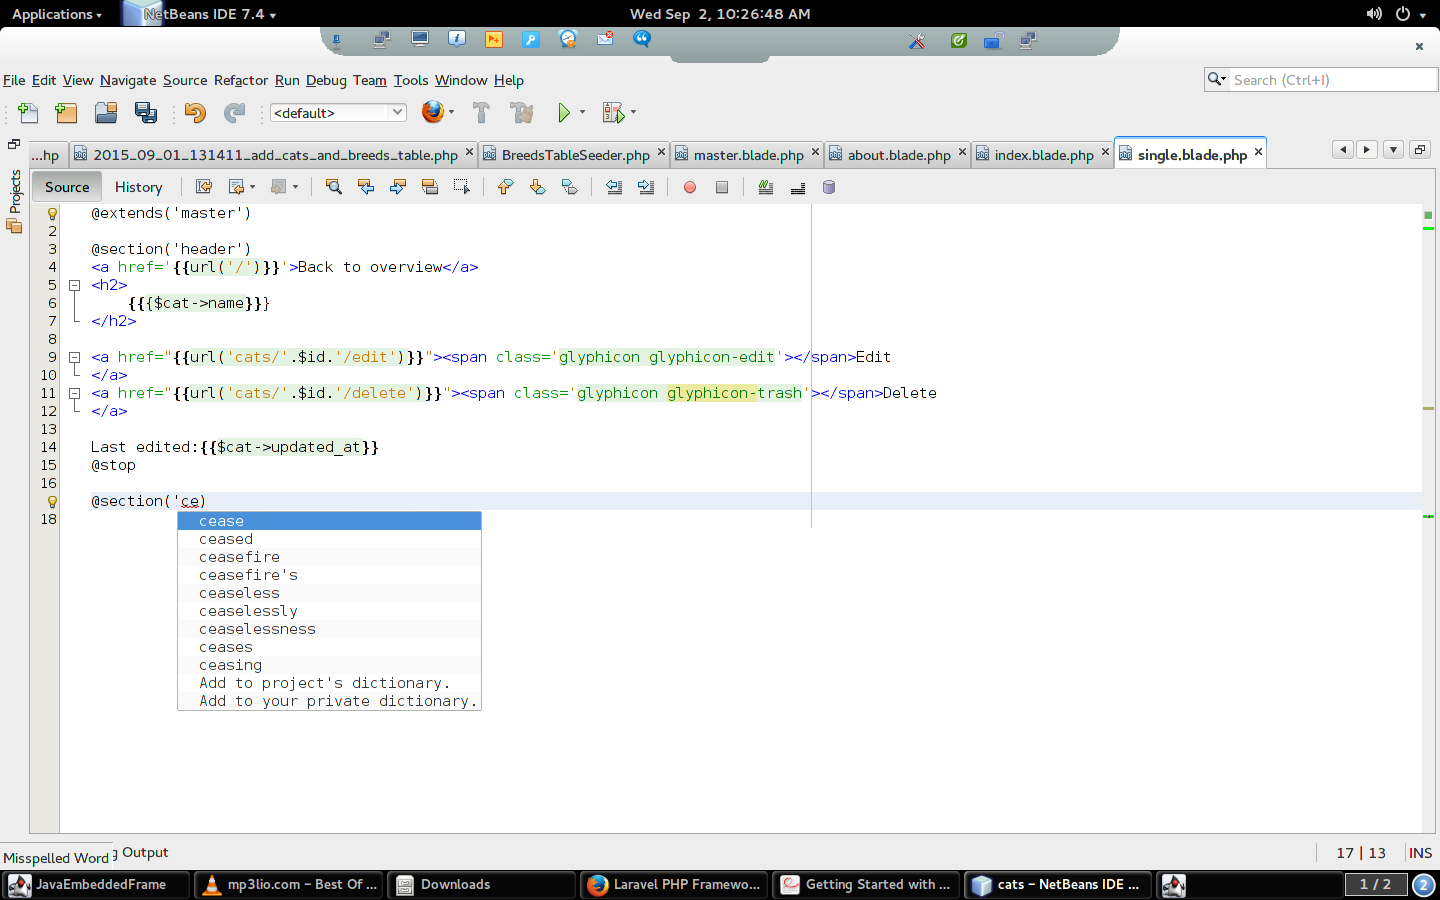 Applications NetBeans IDE 7.4 Wed Sep 2, 10:26:48 AM
File Edit View Navigate Source Refactor Run Debug Team Tools Window Help
Search (Ctrl+I)
<default>
...hp 2015_09_01_131411_add_cats_and_breeds_table.php BreedsTableSeeder.php master.blade.php about.blade.php index.blade.php single.blade.php
Projects
Source History
@extends('master')
2
3 @section('header')
4 <a href='{{url('/')}}'>Back to overview</a>
5 <h2>
6 {{{$cat->name}}}
7 </h2>
8
9 <a href="{{url('cats/'.$id.'/edit')}}"><span class='glyphicon glyphicon-edit'></span>Edit
10 </a>
11 <a href="{{url('cats/'.$id.'/delete')}}"><span class='glyphicon glyphicon-trash'></span>Delete
12 </a>
13
14 Last edited:{{$cat->updated_at}}
15 @stop
16
@section('ce)
18
cease
ceased
ceasefire
ceasefire's
ceaseless
ceaselessly
ceaselessness
ceases
ceasing
Add to project's dictionary.
Add to your private dictionary.
Misspelled Word g Output 17 | 13 INS
JavaEmbeddedFrame mp3lio.com – Best Of ... Downloads Laravel PHP Framewo... Getting Started with ... cats – NetBeans IDE ... 1 / 2 2